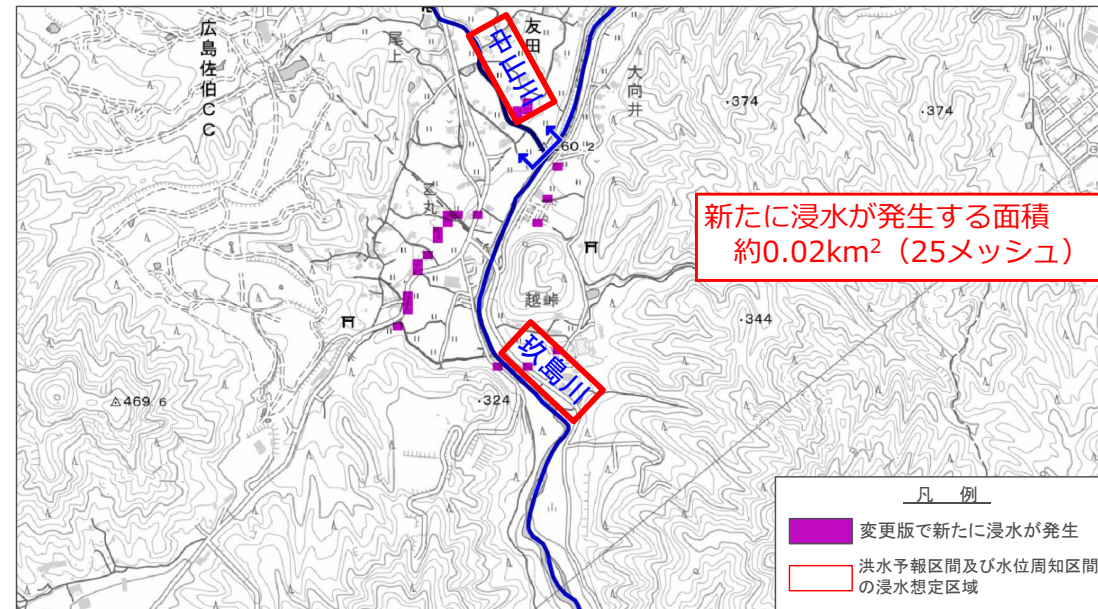 広島佐伯CC
尾上
友田
中山川
大向井
・374
・374
260.2
乙丸
新たに浸水が発生する面積
約0.02km²（25メッシュ）
越峠
・344
玖島川
・324
△469.6
凡 例
変更版で新たに浸水が発生
洪水予報区間及び水位周知区間
の浸水想定区域